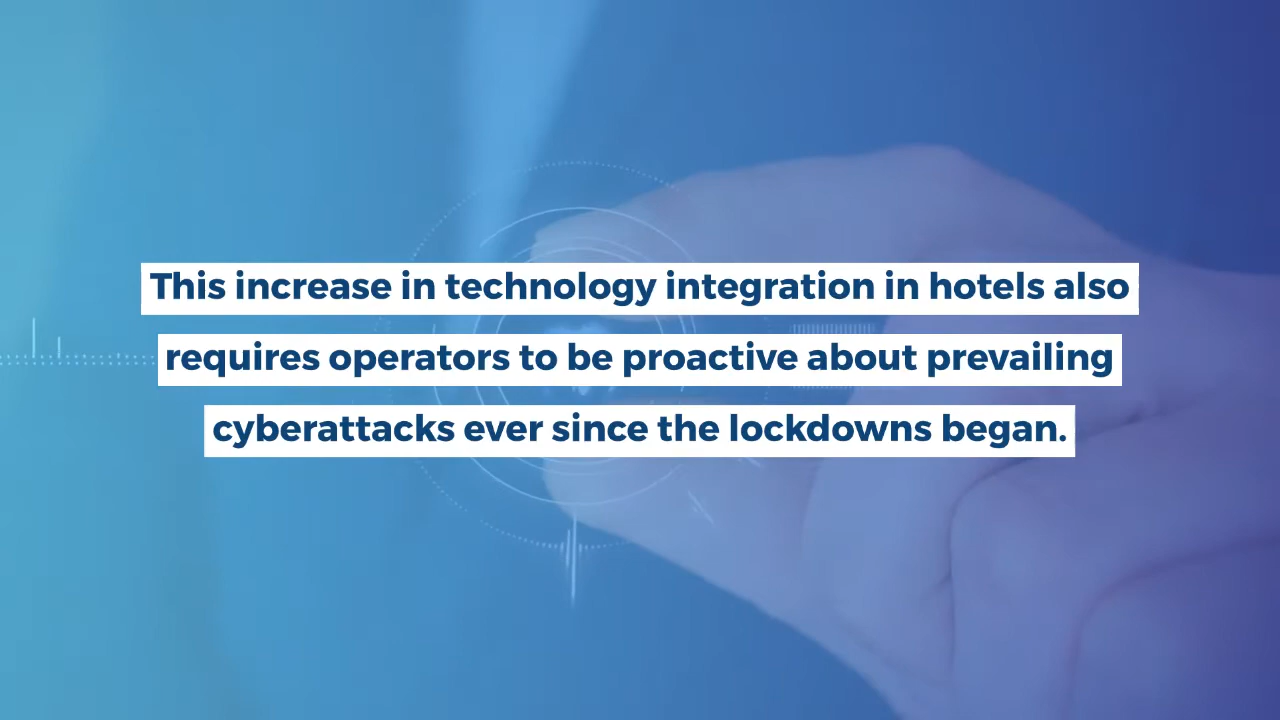 This increase in technology integration in hotels also
requires operators to be proactive about prevailing
cyberattacks ever since the lockdowns began.